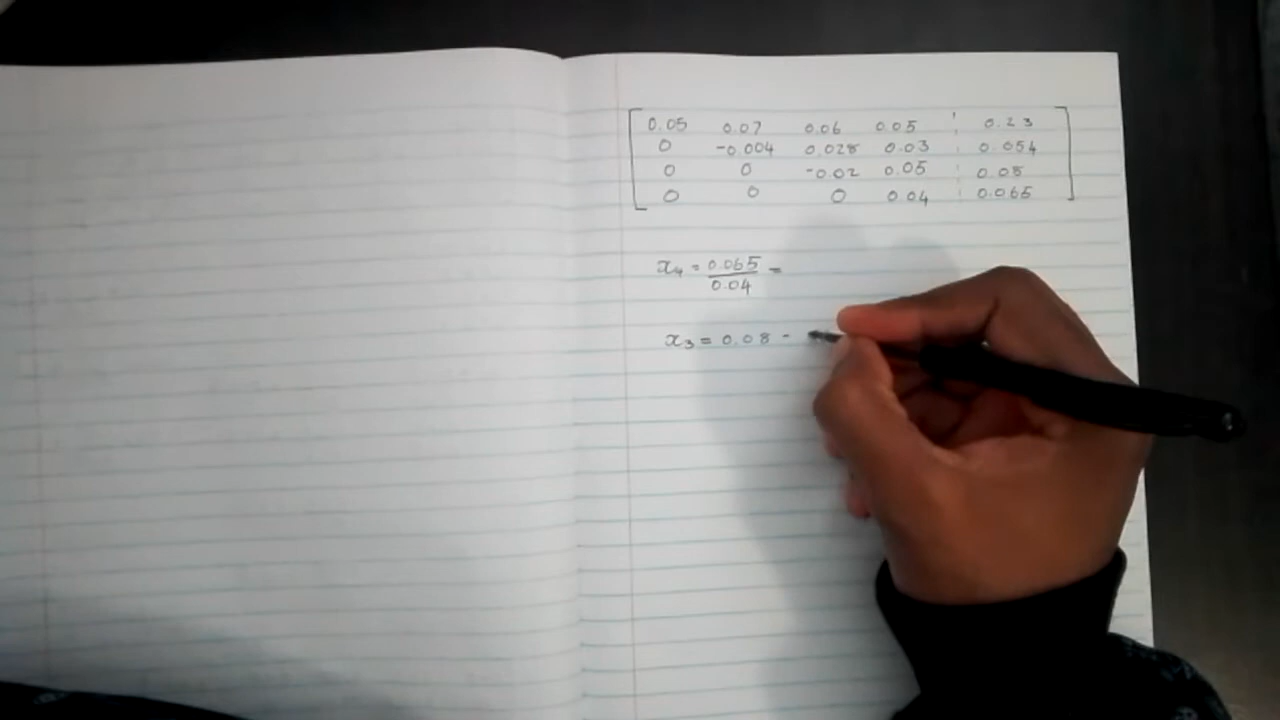 0.05 0.07 0.06 0.05 0.23
0 -0.004 0.028 0.03 0.054
0 0 -0.02 0.05 0.08
0 0 0 0.04 0.065
x₄ = 0.065/0.04 =
x₃ = 0.08 -